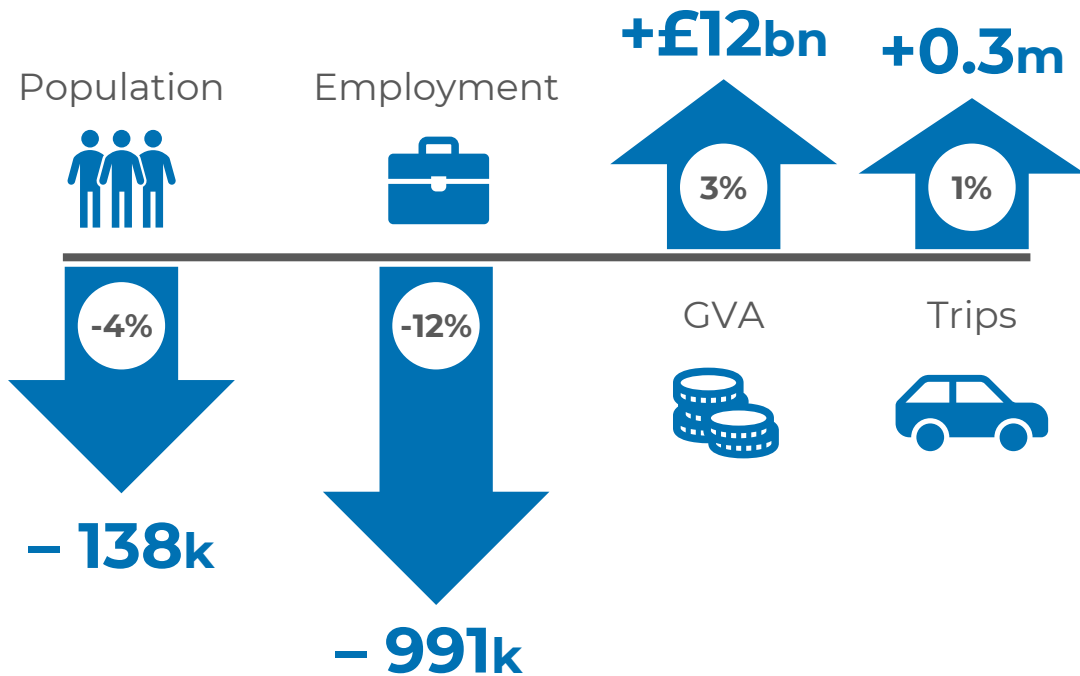 +£12bn
+0.3m
Population
Employment
3%
1%
-4%
-12%
GVA
Trips
– 138k
– 991k